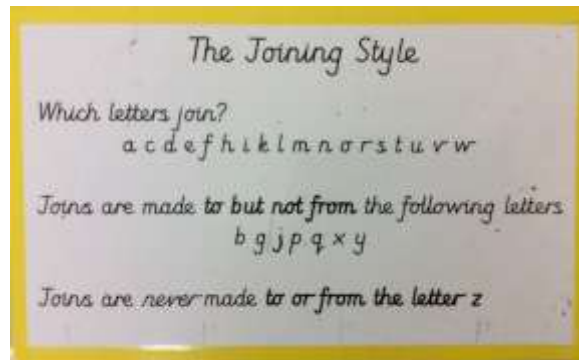 The Joining Style
Which letters join?
a c d e f h i k l m n o r s t u v w
Joins are made to but not from the following letters
b g j p q x y
Joins are never made to or from the letter z